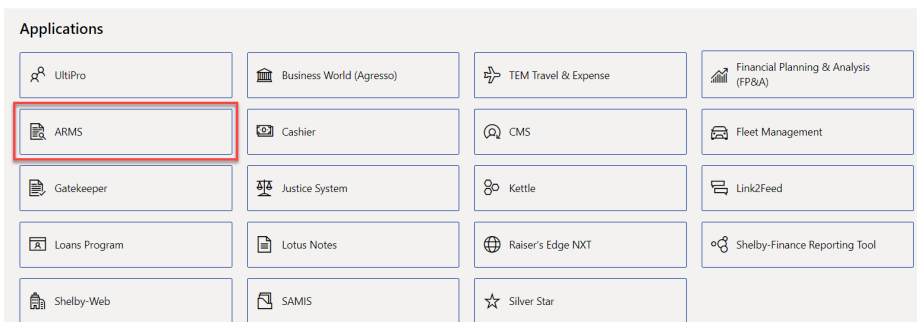 Applications
UltiPro
Business World (Agresso)
TEM Travel & Expense
Financial Planning & Analysis
(FP&A)
ARMS
Cashier
CMS
Fleet Management
Gatekeeper
Justice System
Kettle
Link2Feed
Loans Program
Lotus Notes
Raiser's Edge NXT
Shelby-Finance Reporting Tool
Shelby-Web
SAMIS
Silver Star